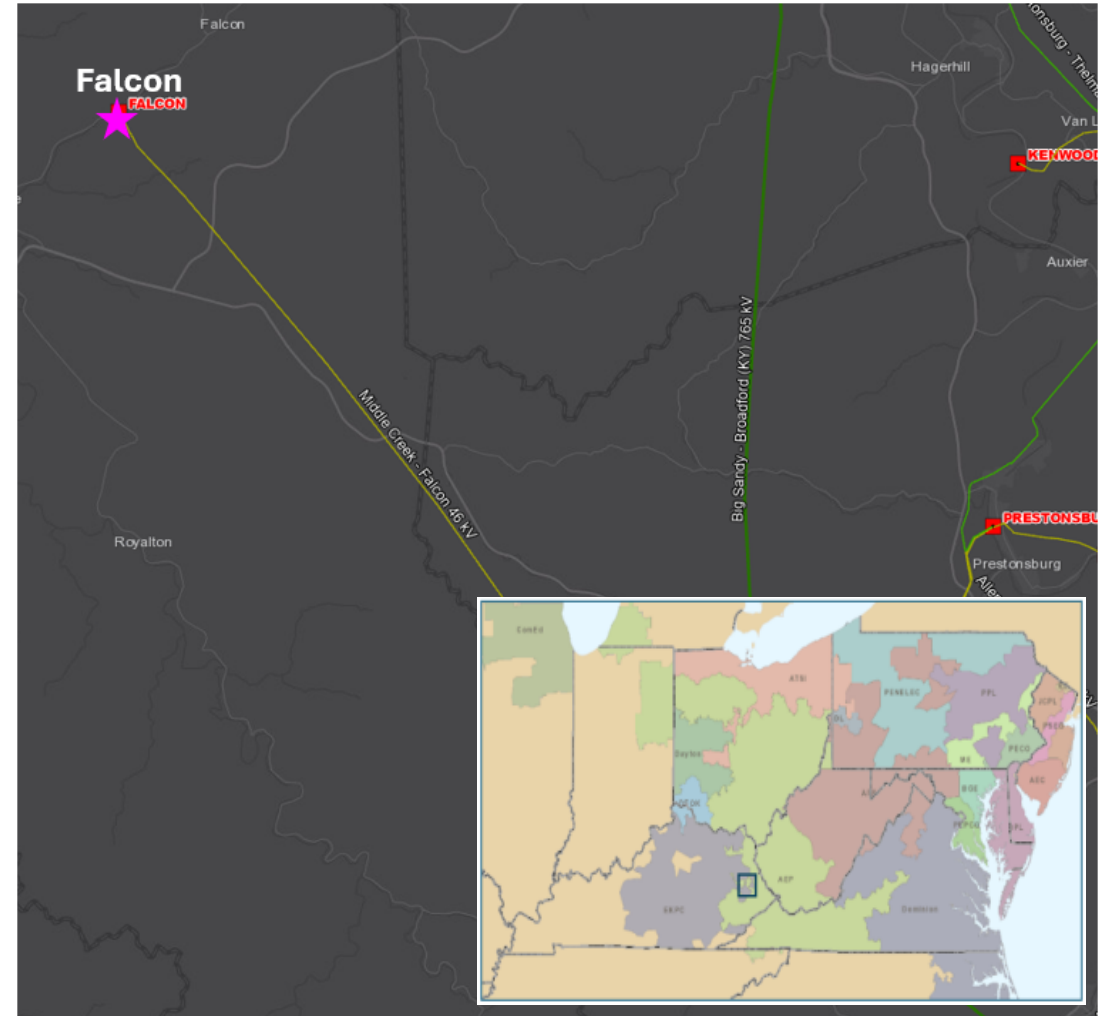 Falcon
Falcon
FALCON
Hagerhill
Van L
KENWOOD
Auxier
Middle Creek - Falcon 46 kV
Big Sandy - Broadford (KY) 765 kV
Royalton
PRESTONSBU
Prestonsburg
ComEd
ATSI
PENELEC
PPL
JCPL
DL
Dayton
ME
PECO
AEC
BGE
DEOK
PEPCO
DPL
AEP
EKPC
Dominion